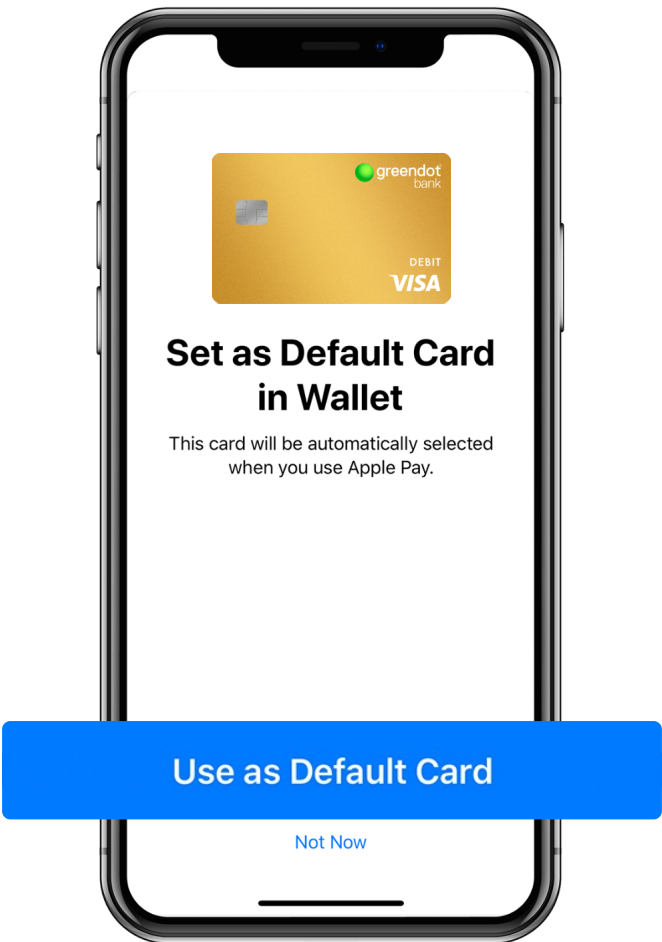 greendot
bank
DEBIT
VISA
Set as Default Card
in Wallet
This card will be automatically selected
when you use Apple Pay.
Use as Default Card
Not Now